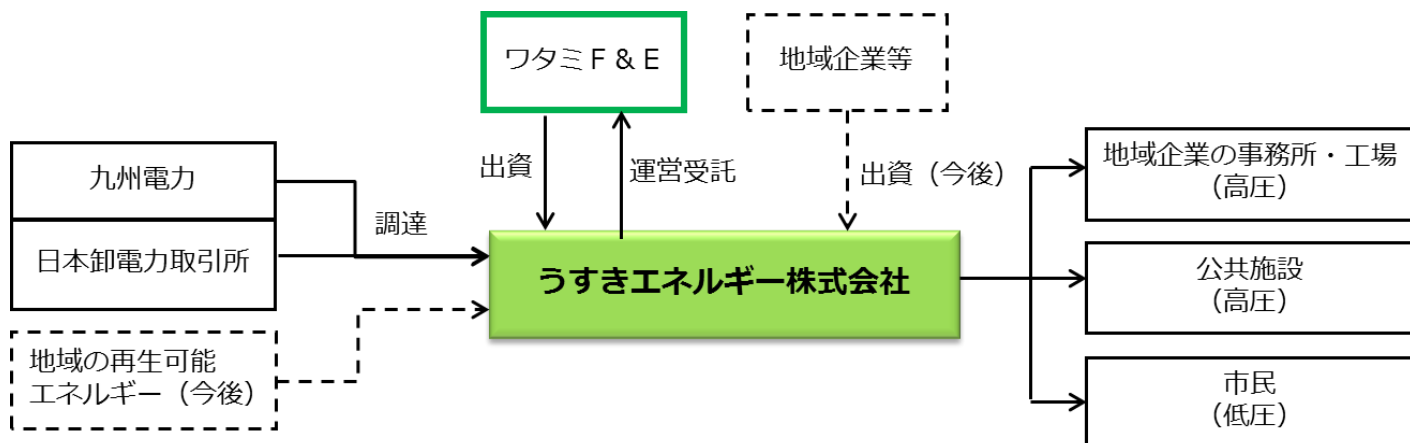 ワタミF＆E
地域企業等
九州電力
日本卸電力取引所
地域の再生可能
エネルギー（今後）
調達
出資
運営受託
出資（今後）
うすきエネルギー株式会社
地域企業の事務所・工場
（高圧）
公共施設
（高圧）
市民
（低圧）